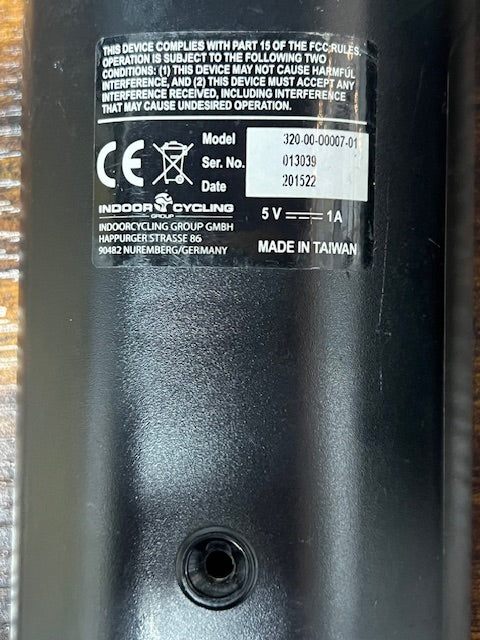 THIS DEVICE COMPLIES WITH PART 15 OF THE FCC RULES.
OPERATION IS SUBJECT TO THE FOLLOWING TWO
CONDITIONS: (1) THIS DEVICE MAY NOT CAUSE HARMFUL
INTERFERENCE, AND (2) THIS DEVICE MUST ACCEPT ANY
INTERFERENCE RECEIVED, INCLUDING INTERFERENCE
THAT MAY CAUSE UNDESIRED OPERATION.
CE
Model 320-00-00007-01
Ser. No. 013039
Date 201522
INDOOR CYCLING
GROUP
5 V 1A
INDOORCYCLING GROUP GMBH
HAPPURGER STRASSE 86
90482 NUREMBERG/GERMANY
MADE IN TAIWAN